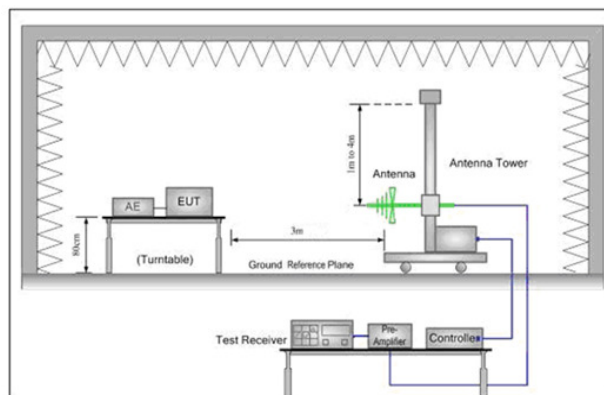 1m to 4m
Antenna
Antenna Tower
AE
EUT
80cm
(Turntable)
3m
Ground Reference Plane
Test Receiver
Pre-
Amplifier
Controller